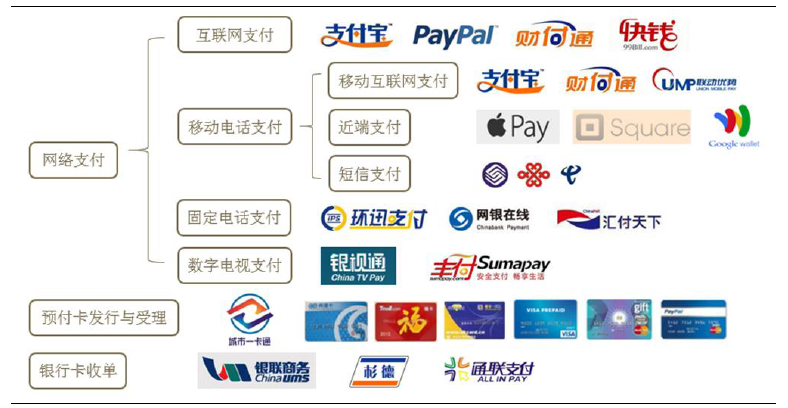 互联网支付
支付宝
PayPal
财付通
快钱
99Bill.com
移动互联网支付
支付宝
财付通
UMP 联动优势
UNION MOBILE PAY
网络支付
移动电话支付
近端支付
Pay
Square
Google wallet
短信支付
固定电话支付
IPS 环迅支付
网银在线
Chinabank Payment
汇付天下
数字电视支付
银视通
China TV Pay
支付 Sumapay
sumapay.com 安全支付 畅享生活
预付卡发行与受理
城市一卡通
福
VISA PREPAID
VISA
gift
PayPal
银行卡收单
银联商务
China ums
杉德
通联支付
ALL IN PAY